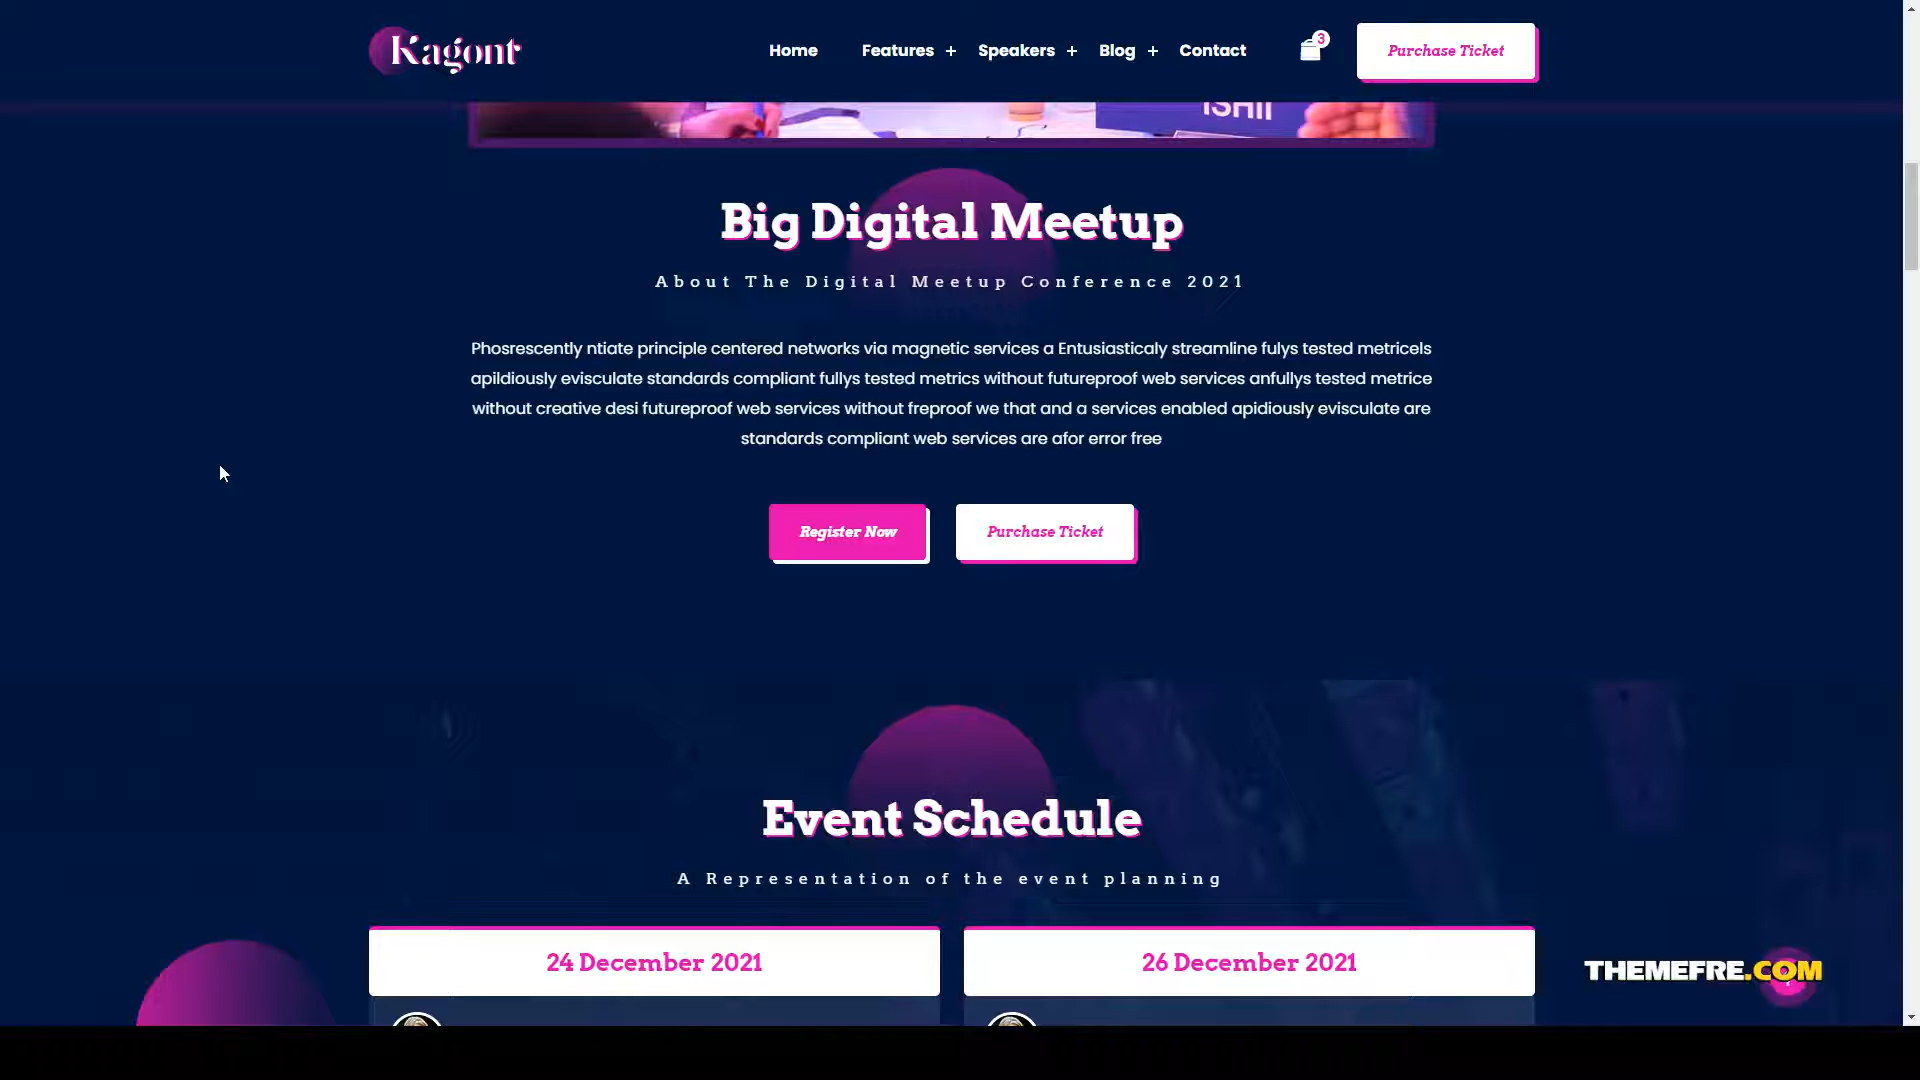 Kagont
Home Features + Speakers + Blog + Contact 3 Purchase Ticket
ISHII
Big Digital Meetup
About The Digital Meetup Conference 2021
Phosrescently ntiate principle centered networks via magnetic services a Entusiasticaly streamline fulys tested metricels
apildiously evisculate standards compliant fullys tested metrics without futureproof web services anfullys tested metrice
without creative desi futureproof web services without freproof we that and a services enabled apidiously evisculate are
standards compliant web services are afor error free
Register Now Purchase Ticket
Event Schedule
A Representation of the event planning
24 December 2021 26 December 2021
THEMEFRE.COM